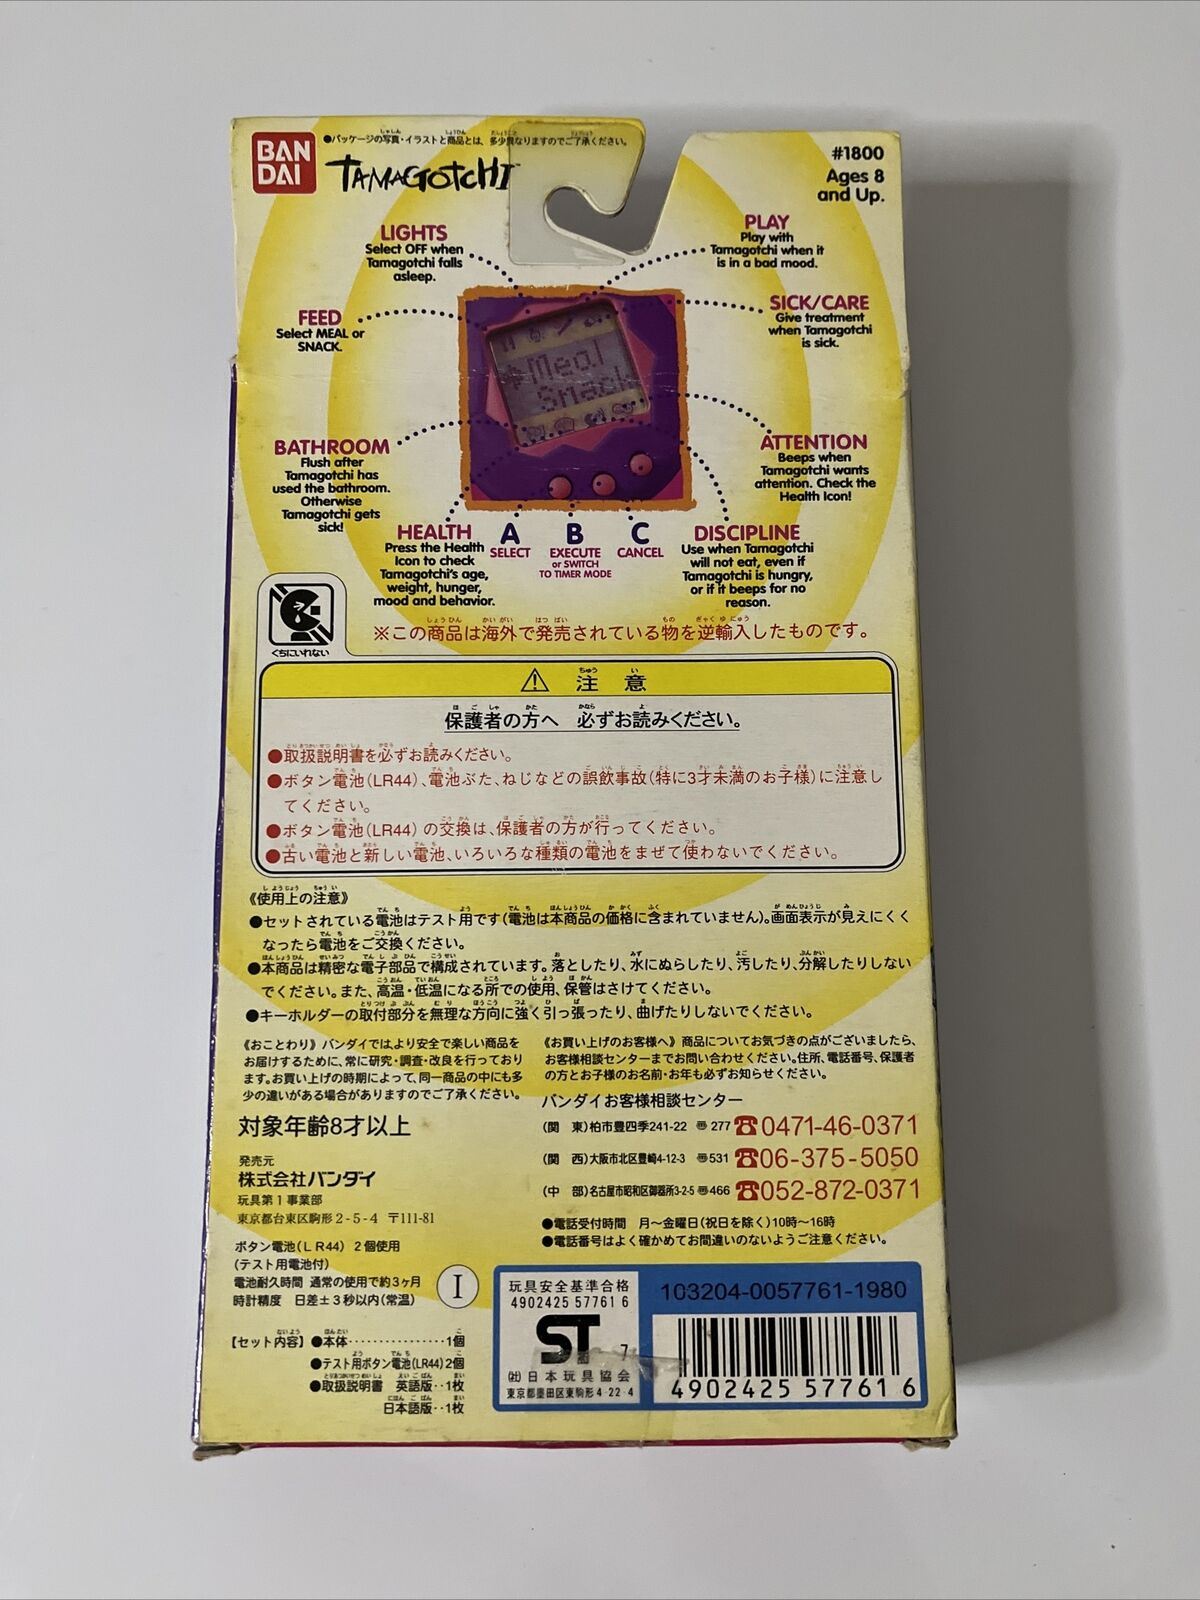 BAN
DAI
●パッケージの写真・イラストと商品とは、多少異なりますのでご了承ください。
TAMAGOTCHI™
#1800
Ages 8
and Up.
LIGHTS
Select OFF when
Tamagotchi falls
asleep.
PLAY
Play with
Tamagotchi when it
is in a bad mood.
FEED
Select MEAL or
SNACK.
SICK/CARE
Give treatment
when Tamagotchi
is sick.
Meal
Snack
BATHROOM
Flush after
Tamagotchi has
used the bathroom.
Otherwise
Tamagotchi gets
sick!
ATTENTION
Beeps when
Tamagotchi wants
attention. Check the
Health Icon!
HEALTH
Press the Health
Icon to check
Tamagotchi's age,
weight, hunger,
mood and behavior.
A
SELECT
B
EXECUTE
or SWITCH
TO TIMER MODE
C
CANCEL
DISCIPLINE
Use when Tamagotchi
will not eat, even if
Tamagotchi is hungry,
or if it beeps for no
reason.
くちにいれない
※この商品は海外で発売されている物を逆輸入したものです。
注意
保護者の方へ 必ずお読みください。
●取扱説明書を必ずお読みください。
●ボタン電池(LR44)、電池ぶた、ねじなどの誤飲事故(特に3才未満のお子様)に注意し
てください。
●ボタン電池(LR44)の交換は、保護者の方が行ってください。
●古い電池と新しい電池、いろいろな種類の電池をまぜて使わないでください。
《使用上の注意》
●セットされている電池はテスト用です(電池は本商品の価格に含まれていません)。画面表示が見えにくく
なったら電池をご交換ください。
●本商品は精密な電子部品で構成されています。落としたり、水にぬらしたり、汚したり、分解したりしない
でください。また、高温・低温になる所での使用、保管はさけてください。
●キーホルダーの取付部分を無理な方向に強く引っ張ったり、曲げたりしないでください。
《おことわり》バンダイでは、より安全で楽しい商品を
お届けするために、常に研究・調査・改良を行っており
ます。お買い上げの時期によって、同一商品の中にも多
少の違いがある場合がありますのでご了承ください。
《お買い上げのお客様へ》商品についてお気づきの点がございましたら、
お客様相談センターまでお問い合わせください。住所、電話番号、保護者
の方とお子様のお名前・お年も必ずお知らせください。
バンダイお客様相談センター
(関 東)柏市豊四季241-22 〠277 ☎0471-46-0371
(関 西)大阪市北区豊崎4-12-3 〠531 ☎06-375-5050
(中 部)名古屋市昭和区御器所3-2-5 〠466 ☎052-872-0371
●電話受付時間 月〜金曜日(祝日を除く)10時〜16時
●電話番号はよく確かめてお間違いのないようご注意ください。
対象年齢8才以上
発売元
株式会社バンダイ
玩具第1事業部
東京都台東区駒形2-5-4 〒111-81
ボタン電池(LR44) 2個使用
(テスト用電池付)
電池耐久時間 通常の使用で約3ヶ月
時計精度 日差±3秒以内(常温)
I
【セット内容】●本体················1個
●テスト用ボタン電池(LR44)2個
●取扱説明書 英語版··1枚
日本語版··1枚
玩具安全基準合格
4902425 57761 6
ST 7
(社)日本玩具協会
東京都墨田区東駒形4-22-4
103204-0057761-1980
4902425 577616